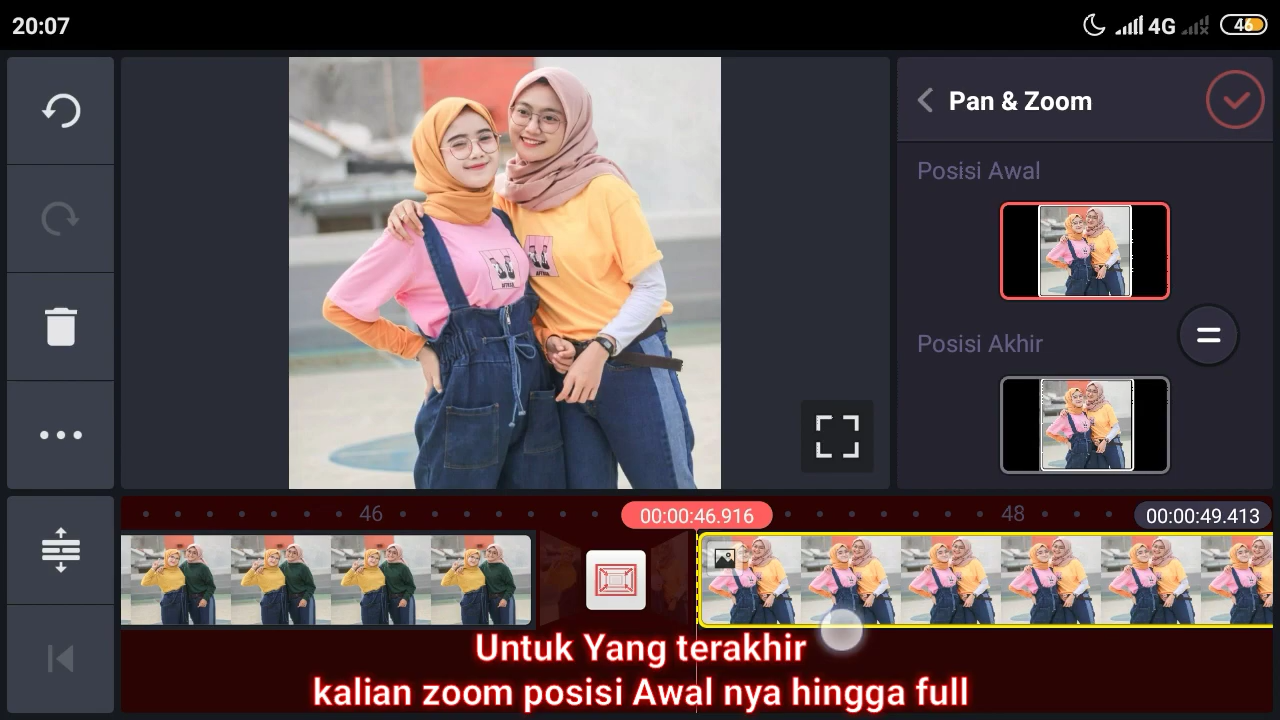 20:07
4G
46
Pan & Zoom
Posisi Awal
Posisi Akhir
46
00:00:46.916
48
00:00:49.413
Untuk Yang terakhir
kalian zoom posisi Awal nya hingga full